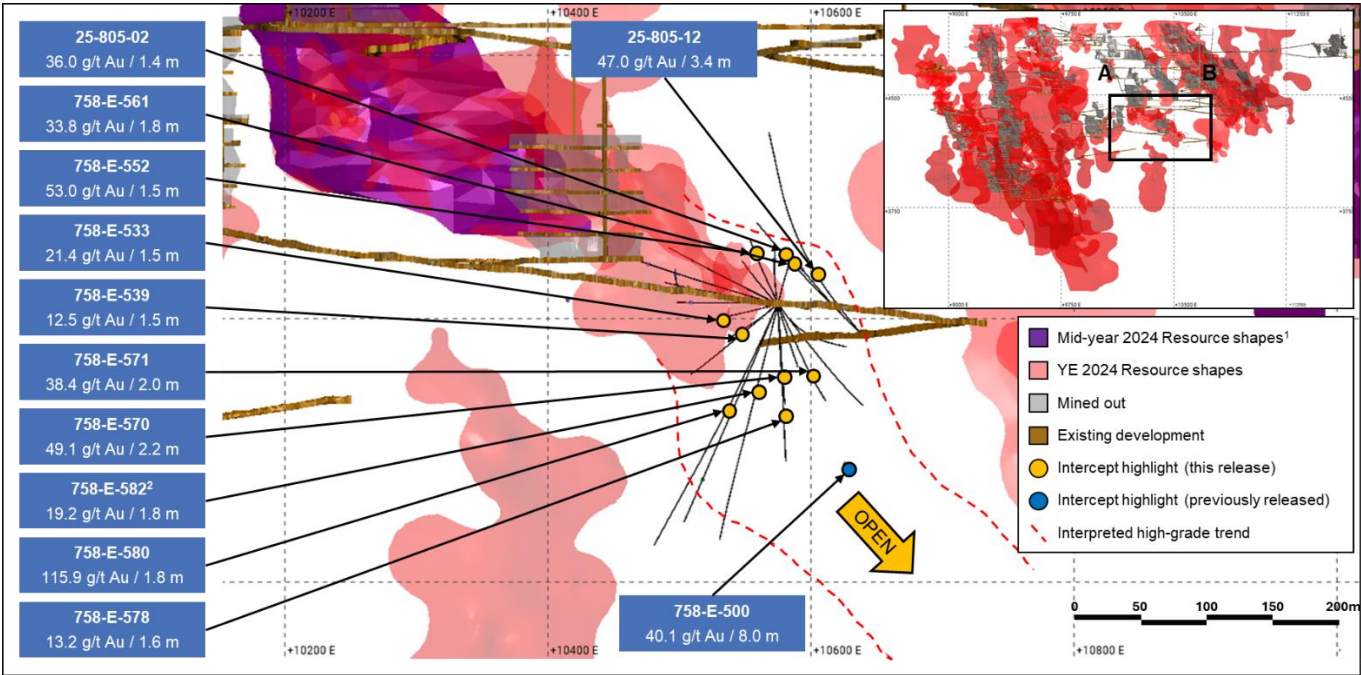 +10200 E
+10400 E
+10600 E
25-805-02
36.0 g/t Au / 1.4 m
758-E-561
33.8 g/t Au / 1.8 m
758-E-552
53.0 g/t Au / 1.5 m
758-E-533
21.4 g/t Au / 1.5 m
758-E-539
12.5 g/t Au / 1.5 m
758-E-571
38.4 g/t Au / 2.0 m
758-E-570
49.1 g/t Au / 2.2 m
758-E-582²
19.2 g/t Au / 1.8 m
758-E-580
115.9 g/t Au / 1.8 m
758-E-578
13.2 g/t Au / 1.6 m
25-805-12
47.0 g/t Au / 3.4 m
758-E-500
40.1 g/t Au / 8.0 m
OPEN
A
B
Mid-year 2024 Resource shapes¹
YE 2024 Resource shapes
Mined out
Existing development
Intercept highlight (this release)
Intercept highlight (previously released)
Interpreted high-grade trend
0 50 100 150 200m
+10200 E
+10400 E
+10600 E
+10800 E